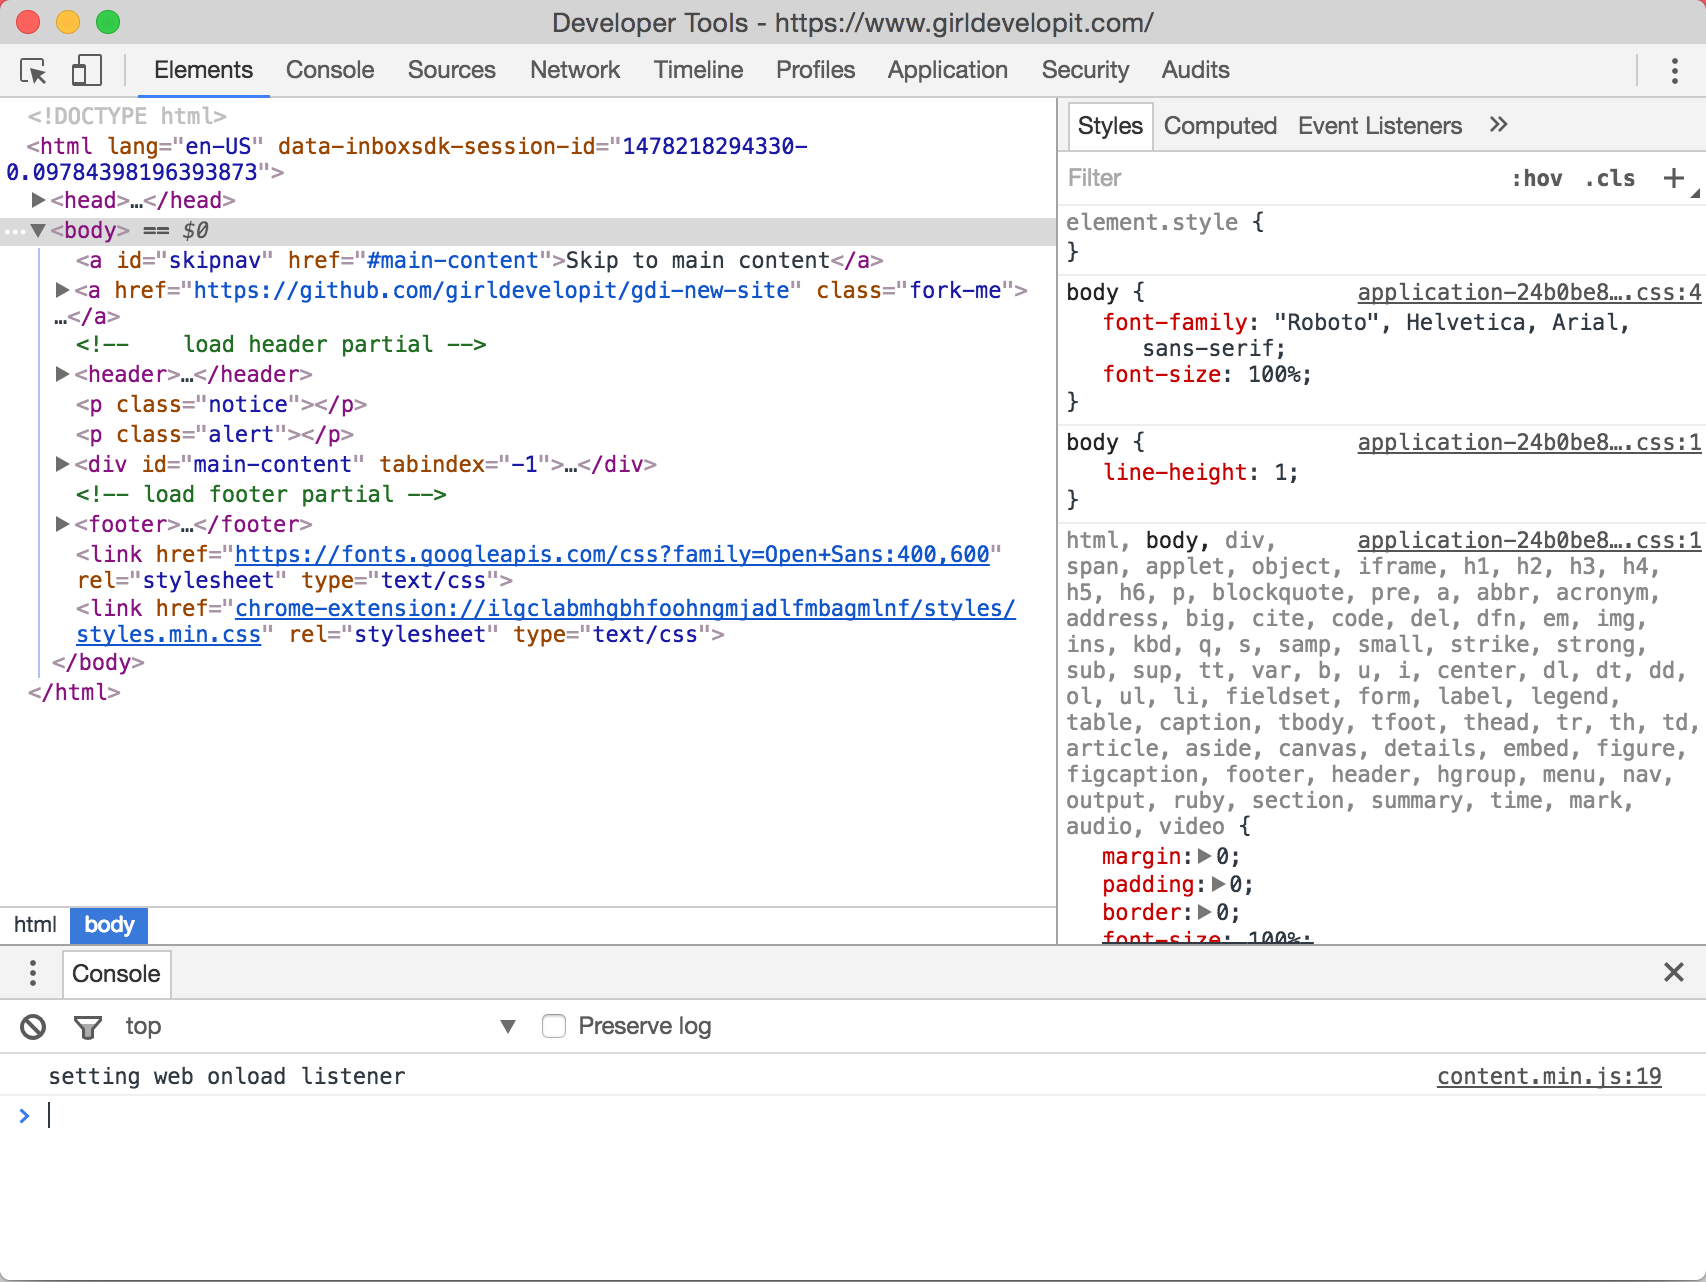 Developer Tools - https://www.girldevelopit.com/
Elements Console Sources Network Timeline Profiles Application Security Audits
<!DOCTYPE html>
<html lang="en-US" data-inboxsdk-session-id="1478218294330-
0.09784398196393873">
▶<head>…</head>
…▼<body> == $0
<a id="skipnav" href="#main-content">Skip to main content</a>
▶<a href="https://github.com/girldevelopit/gdi-new-site" class="fork-me">
…</a>
<!--    load header partial -->
▶<header>…</header>
<p class="notice"></p>
<p class="alert"></p>
▶<div id="main-content" tabindex="-1">…</div>
<!-- load footer partial -->
▶<footer>…</footer>
<link href="https://fonts.googleapis.com/css?family=Open+Sans:400,600"
rel="stylesheet" type="text/css">
<link href="chrome-extension://ilgclabmhgbhfoohngmjadlfmbagmlnf/styles/
styles.min.css" rel="stylesheet" type="text/css">
</body>
</html>
html body
Styles Computed Event Listeners »
Filter :hov .cls +
element.style {
}
body { application-24b0be8….css:4
font-family: "Roboto", Helvetica, Arial,
sans-serif;
font-size: 100%;
}
body { application-24b0be8….css:1
line-height: 1;
}
html, body, div, application-24b0be8….css:1
span, applet, object, iframe, h1, h2, h3, h4,
h5, h6, p, blockquote, pre, a, abbr, acronym,
address, big, cite, code, del, dfn, em, img,
ins, kbd, q, s, samp, small, strike, strong,
sub, sup, tt, var, b, u, i, center, dl, dt, dd,
ol, ul, li, fieldset, form, label, legend,
table, caption, tbody, tfoot, thead, tr, th, td,
article, aside, canvas, details, embed, figure,
figcaption, footer, header, hgroup, menu, nav,
output, ruby, section, summary, time, mark,
audio, video {
margin:▶0;
padding:▶0;
border:▶0;
font-size: 100%;
Console
top ▼ Preserve log
setting web onload listener content.min.js:19
>